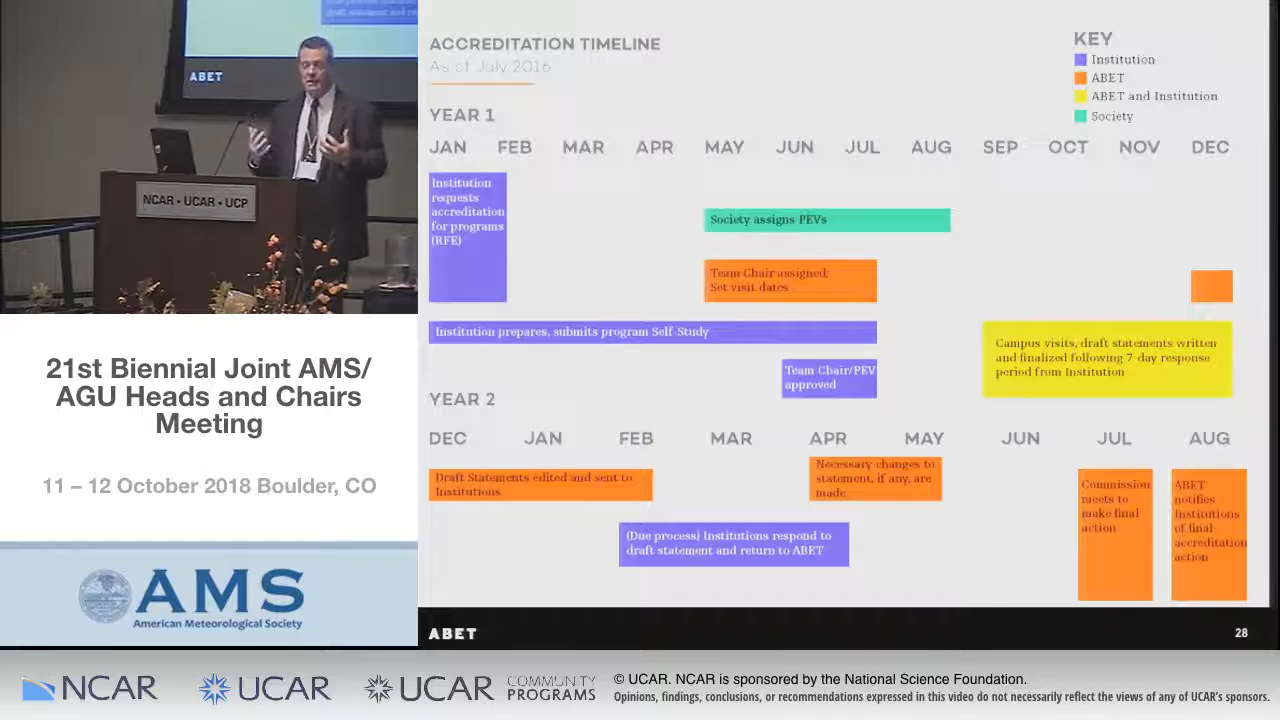 ABET
NCAR • UCAR • UCP
21st Biennial Joint AMS/
AGU Heads and Chairs
Meeting
11 – 12 October 2018 Boulder, CO
AMS
American Meteorological Society
ACCREDITATION TIMELINE
As of July 2016
KEY
Institution
ABET
ABET and Institution
Society
YEAR 1
JAN FEB MAR APR MAY JUN JUL AUG SEP OCT NOV DEC
Institution
requests
accreditation
for programs
(RFE)
Society assigns PEVs
Team Chair assigned;
Set visit dates
Institution prepares, submits program Self-Study
Team Chair/PEV
approved
Campus visits, draft statements written
and finalized following 7 day response
period from Institution
YEAR 2
DEC JAN FEB MAR APR MAY JUN JUL AUG
Draft Statements edited and sent to
Institutions
(Due process) Institutions respond to
draft statement and return to ABET
Necessary changes to
statement, if any, are
made
Commission
meets to
make final
action
ABET
notifies
Institutions
of final
accreditation
action
ABET
28
NCAR
UCAR
UCAR
COMMUNITY
PROGRAMS
© UCAR. NCAR is sponsored by the National Science Foundation.
Opinions, findings, conclusions, or recommendations expressed in this video do not necessarily reflect the views of any of UCAR's sponsors.